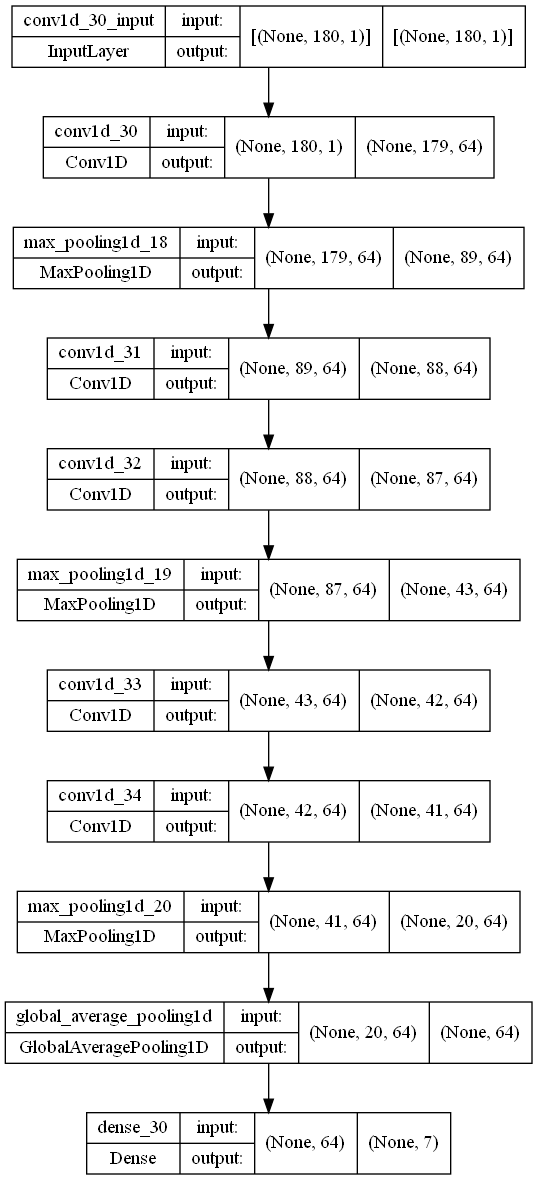 conv1d_30_input input: [(None, 180, 1)] [(None, 180, 1)]
InputLayer output:
conv1d_30 input: (None, 180, 1) (None, 179, 64)
Conv1D output:
max_pooling1d_18 input: (None, 179, 64) (None, 89, 64)
MaxPooling1D output:
conv1d_31 input: (None, 89, 64) (None, 88, 64)
Conv1D output:
conv1d_32 input: (None, 88, 64) (None, 87, 64)
Conv1D output:
max_pooling1d_19 input: (None, 87, 64) (None, 43, 64)
MaxPooling1D output:
conv1d_33 input: (None, 43, 64) (None, 42, 64)
Conv1D output:
conv1d_34 input: (None, 42, 64) (None, 41, 64)
Conv1D output:
max_pooling1d_20 input: (None, 41, 64) (None, 20, 64)
MaxPooling1D output:
global_average_pooling1d input: (None, 20, 64) (None, 64)
GlobalAveragePooling1D output:
dense_30 input: (None, 64) (None, 7)
Dense output: